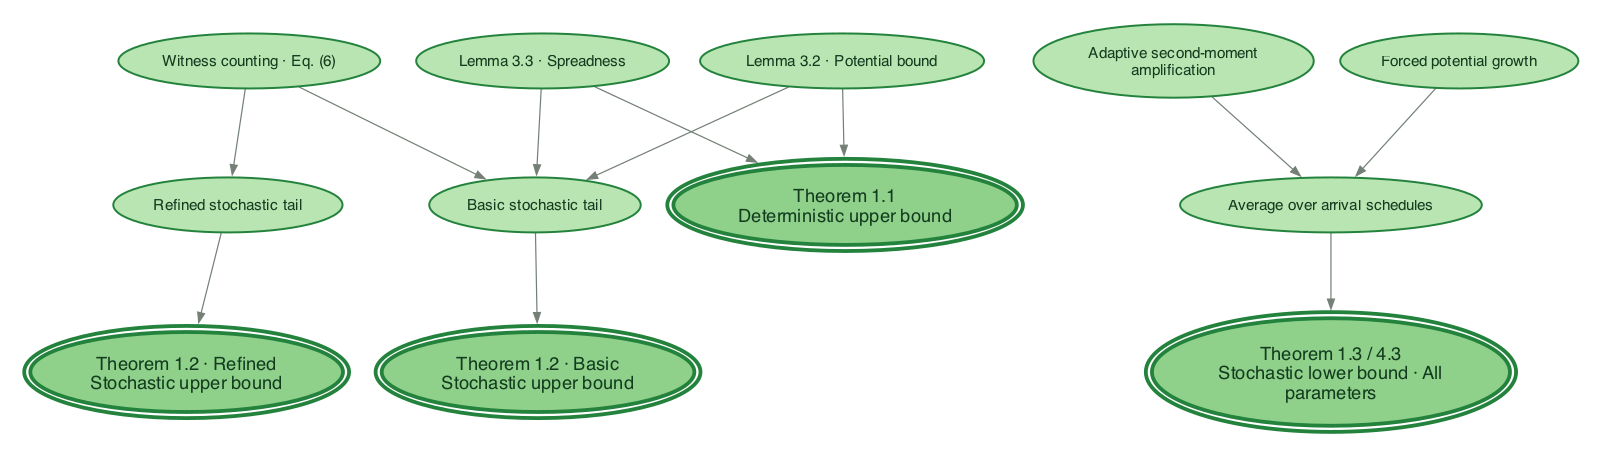 Witness counting · Eq. (6)
Lemma 3.3 · Spreadness
Lemma 3.2 · Potential bound
Adaptive second-moment
amplification
Forced potential growth
Refined stochastic tail
Basic stochastic tail
Theorem 1.1
Deterministic upper bound
Average over arrival schedules
Theorem 1.2 · Refined
Stochastic upper bound
Theorem 1.2 · Basic
Stochastic upper bound
Theorem 1.3 / 4.3
Stochastic lower bound · All
parameters